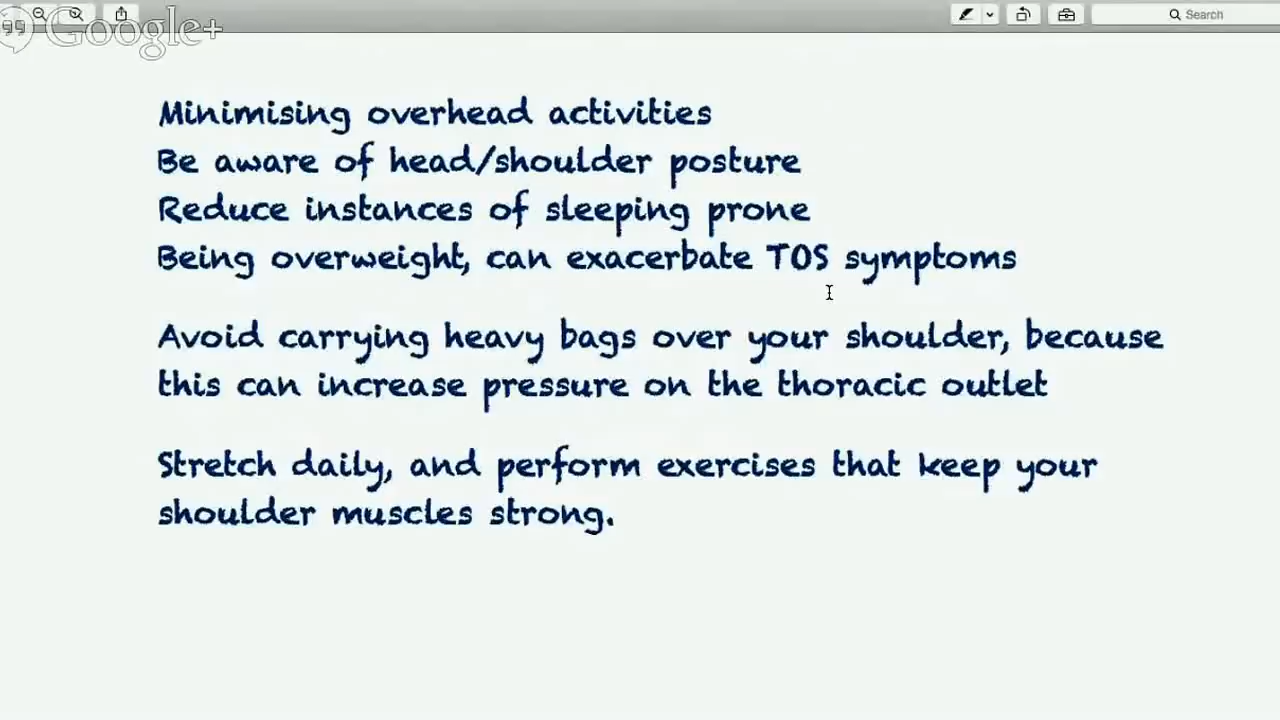 Google+
Search
Minimising overhead activities
Be aware of head/shoulder posture
Reduce instances of sleeping prone
Being overweight, can exacerbate TOS symptoms
Avoid carrying heavy bags over your shoulder, because
this can increase pressure on the thoracic outlet
Stretch daily, and perform exercises that keep your
shoulder muscles strong.